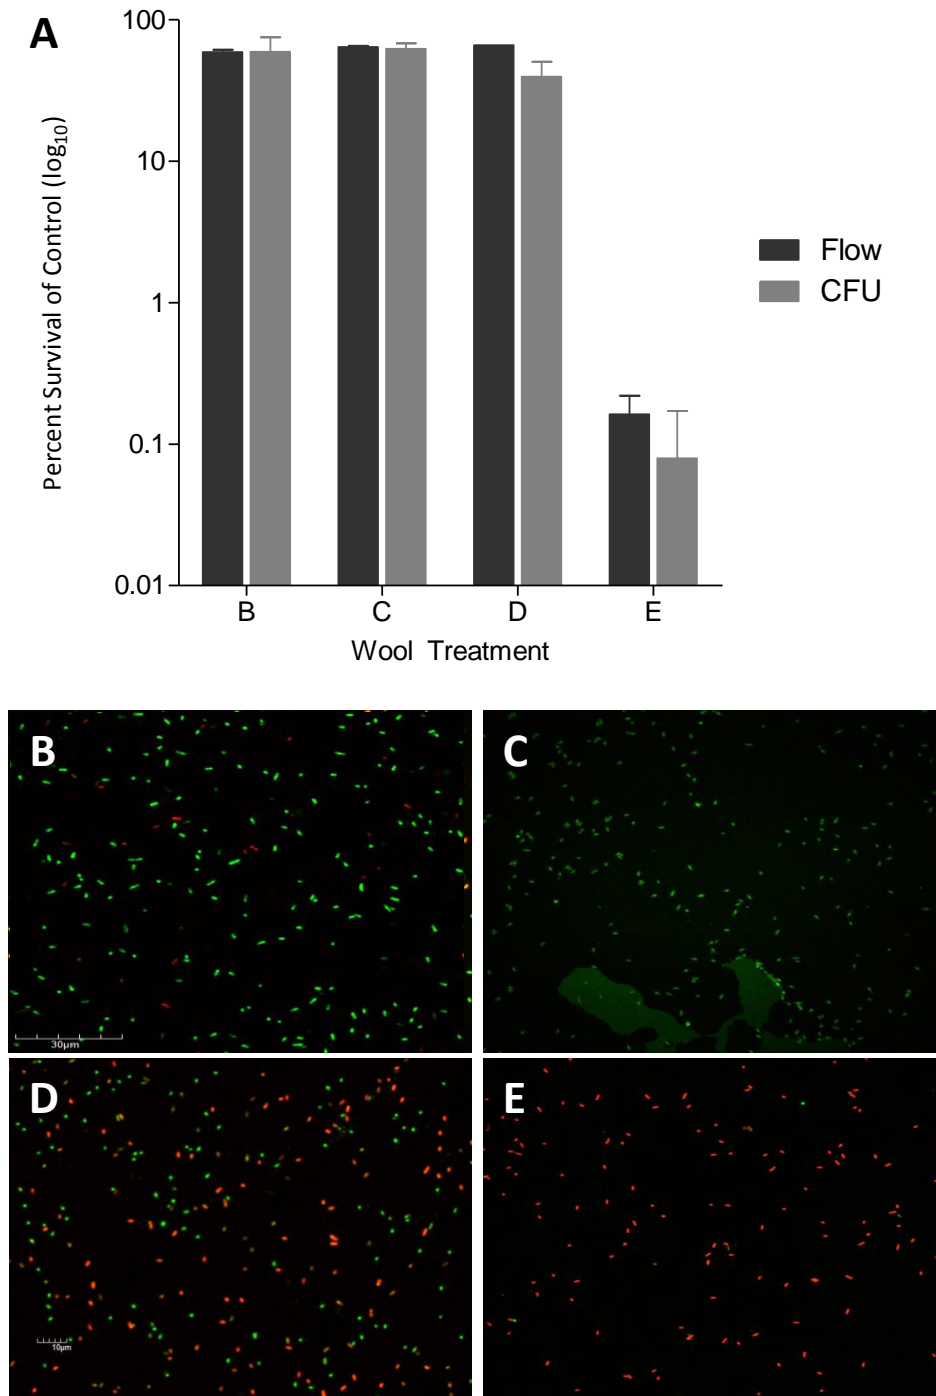 A
Percent Survival of Control (log10)
100
10
1
0.1
0.01
B C D E
Wool Treatment
Flow
CFU
B
C
30µm
D
E
10µm